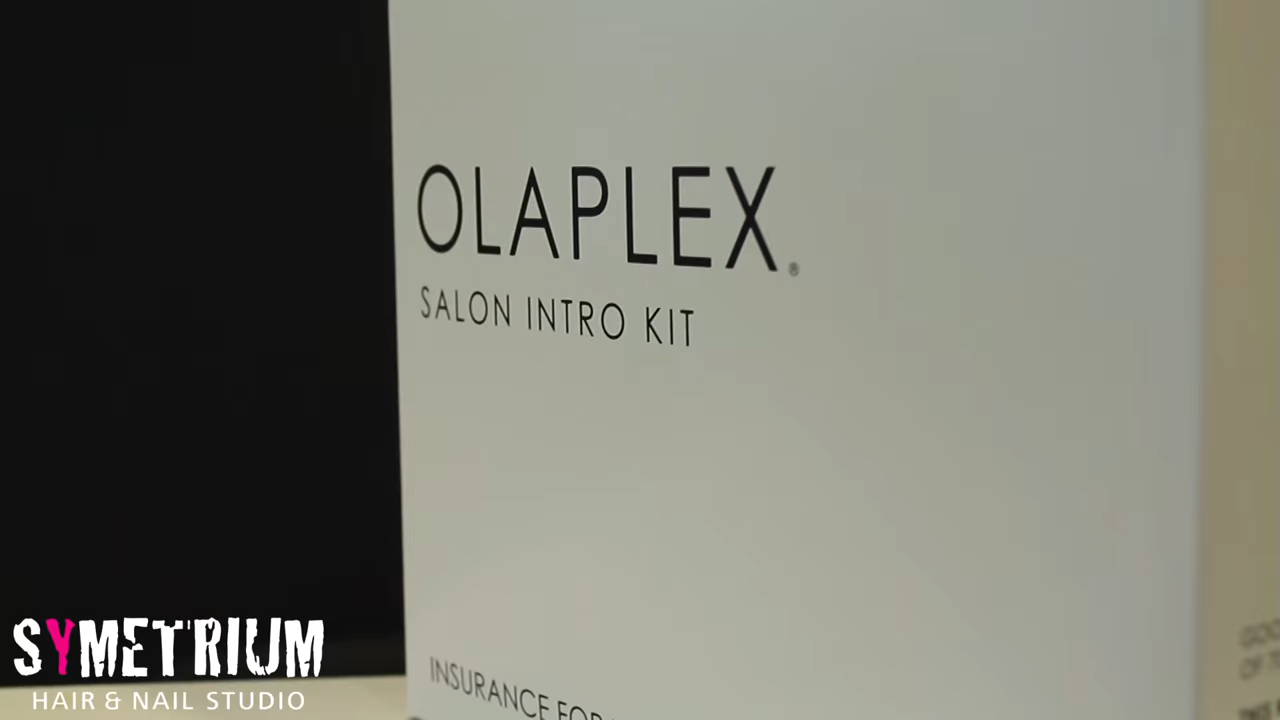 OLAPLEX®
SALON INTRO KIT
INSURANCE FOR
SYMETRIUM
HAIR & NAIL STUDIO